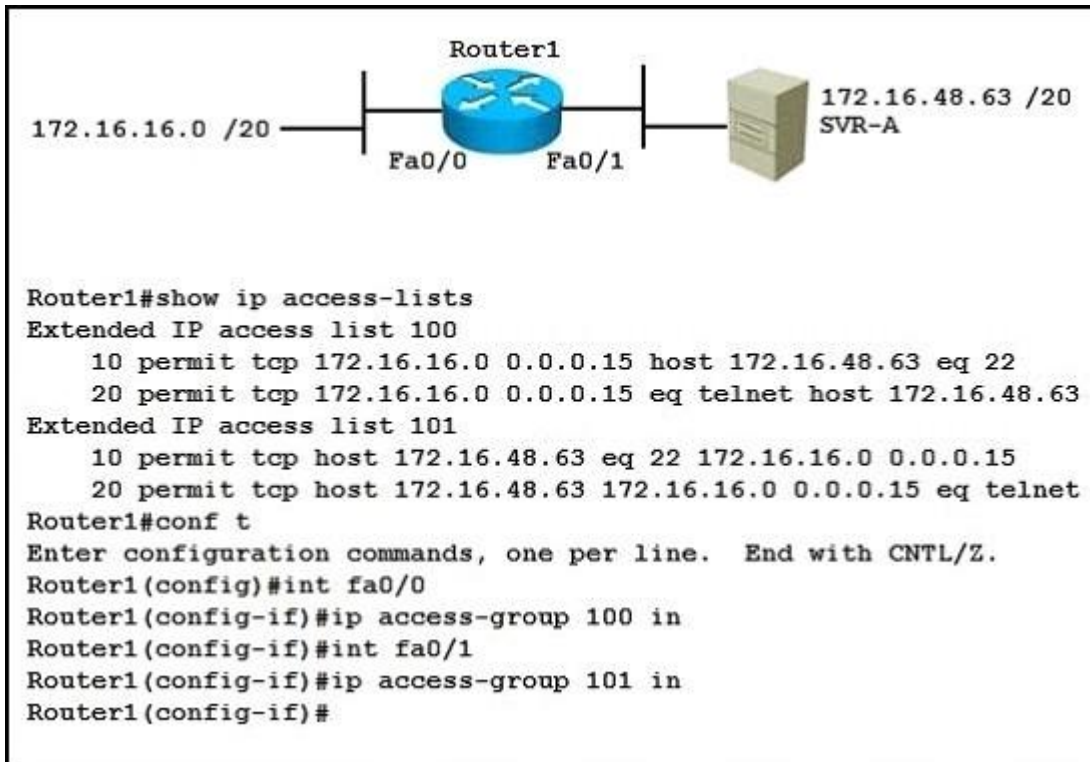 Router1
172.16.16.0 /20
172.16.48.63 /20
SVR-A
Fa0/0
Fa0/1
Router1#show ip access-lists
Extended IP access list 100
10 permit tcp 172.16.16.0 0.0.0.15 host 172.16.48.63 eq 22
20 permit tcp 172.16.16.0 0.0.0.15 eq telnet host 172.16.48.63
Extended IP access list 101
10 permit tcp host 172.16.48.63 eq 22 172.16.16.0 0.0.0.15
20 permit tcp host 172.16.48.63 172.16.16.0 0.0.0.15 eq telnet
Router1#conf t
Enter configuration commands, one per line.  End with CNTL/Z.
Router1(config)#int fa0/0
Router1(config-if)#ip access-group 100 in
Router1(config-if)#int fa0/1
Router1(config-if)#ip access-group 101 in
Router1(config-if)#